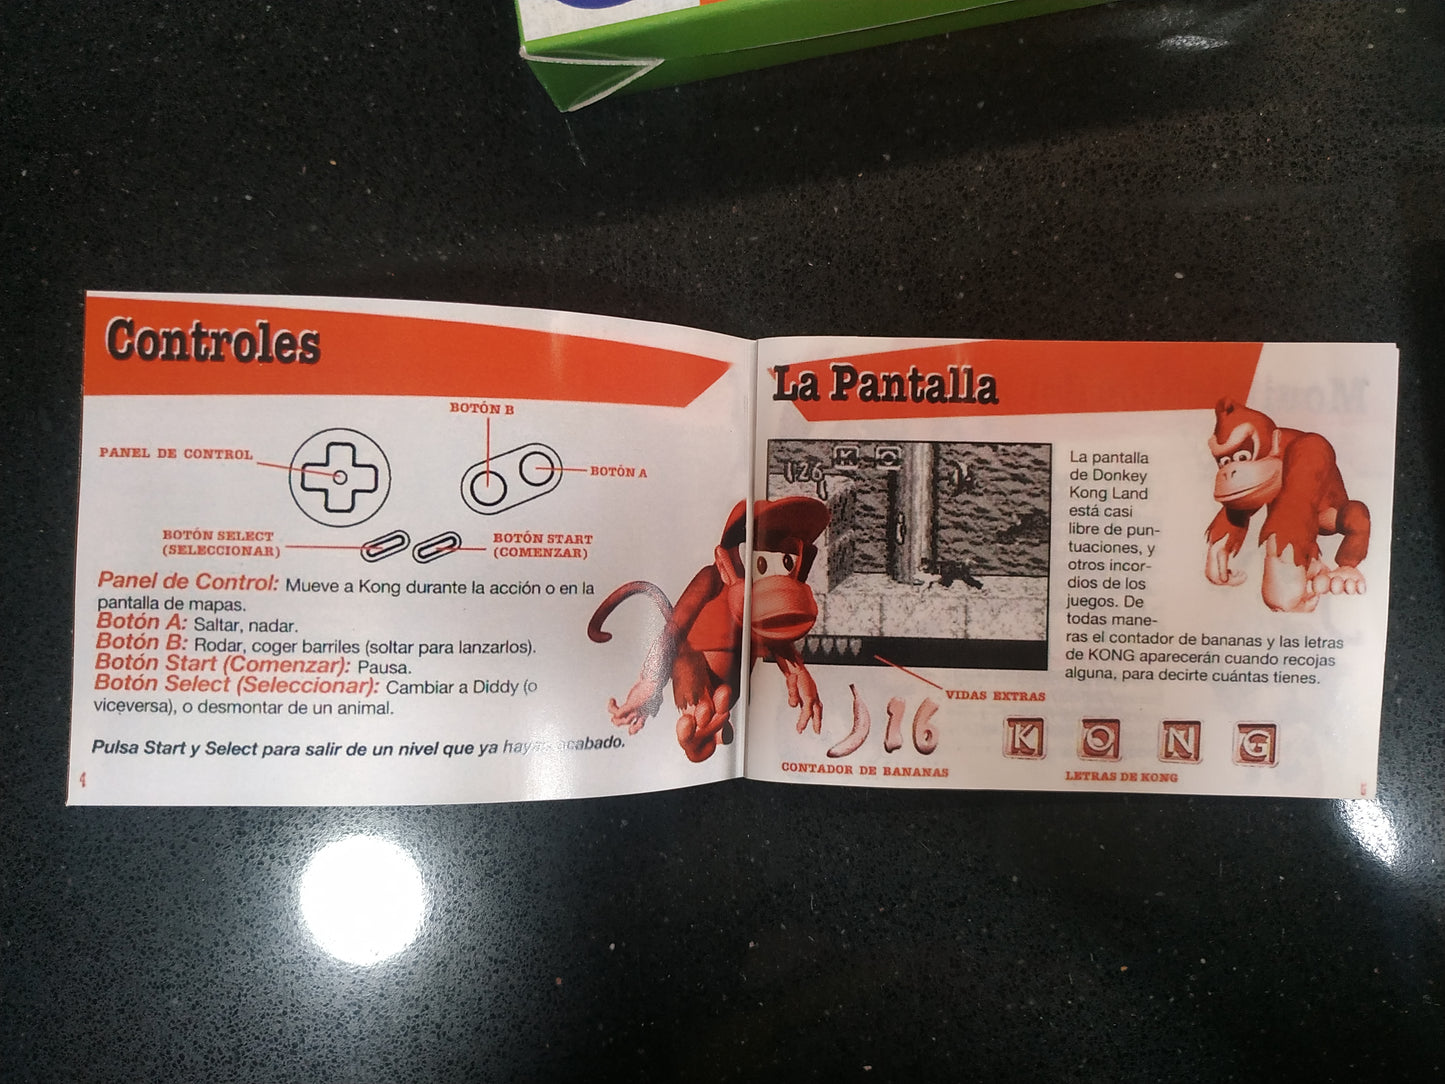 Controles
BOTÓN B
PANEL DE CONTROL
BOTÓN A
BOTÓN SELECT
(SELECCIONAR)
BOTÓN START
(COMENZAR)
Panel de Control: Mueve a Kong durante la acción o en la
pantalla de mapas.
Botón A: Saltar, nadar.
Botón B: Rodar, coger barriles (soltar para lanzarlos).
Botón Start (Comenzar): Pausa.
Botón Select (Seleccionar): Cambiar a Diddy (o
viceversa), o desmontar de un animal.
Pulsa Start y Select para salir de un nivel que ya hayas acabado.
4
La Pantalla
126 K O
La pantalla
de Donkey
Kong Land
está casi
libre de pun-
tuaciones, y
otros incor-
dios de los
juegos. De
todas mane-
ras el contador de bananas y las letras
de KONG aparecerán cuando recojas
alguna, para decirte cuántas tienes.
VIDAS EXTRAS
16
K O N G
CONTADOR DE BANANAS
LETRAS DE KONG